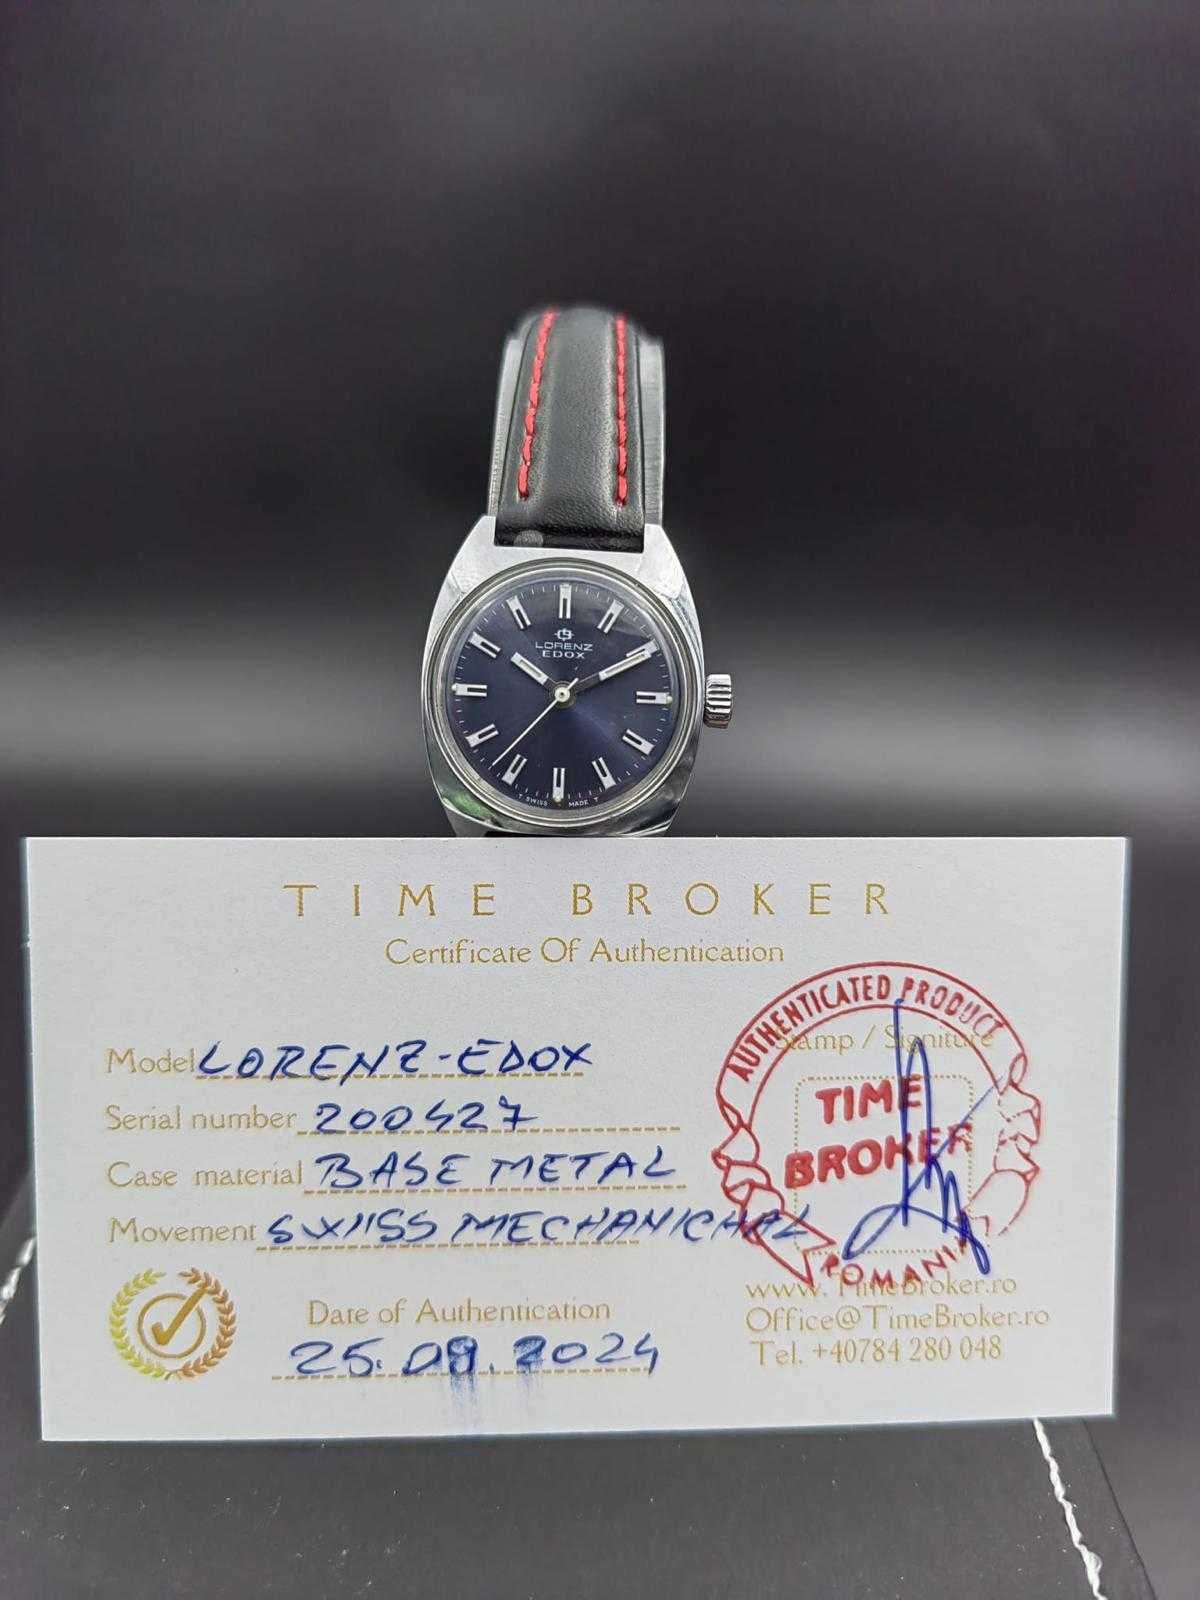 LORENZ
EDOX
T SWISS MADE T
TIME BROKER
Certificate Of Authentication
AUTHENTICATED PRODUCT
Stamp / Signiture
TIME
BROKER
ROMANIA
Model LORENZ-EDOX
Serial number 200427
Case material BASE METAL
Movement SWISS MECHANICHAL
Date of Authentication
25.09.2024
www.TimeBroker.ro
Office@TimeBroker.ro
Tel. +40784 280 048